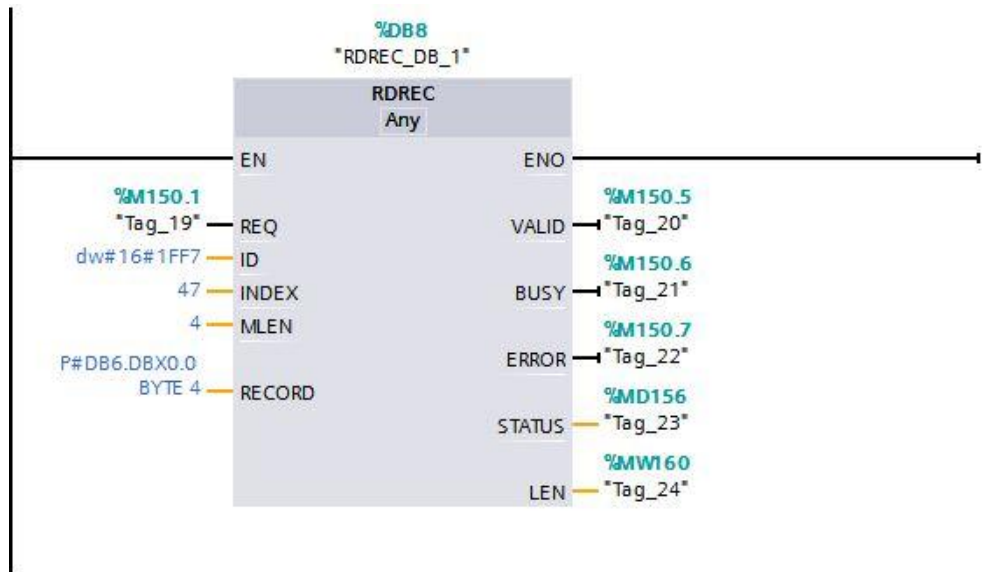 %DB8
"RDREC_DB_1"
RDREC
Any
EN
ENO
%M150.1
"Tag_19"
REQ
%M150.5
VALID
"Tag_20"
dw#16#1FF7
ID
%M150.6
47
INDEX
BUSY
"Tag_21"
4
MLEN
%M150.7
ERROR
"Tag_22"
P#DB6.DBX0.0
BYTE 4
RECORD
%MD156
STATUS
"Tag_23"
%MW160
LEN
"Tag_24"